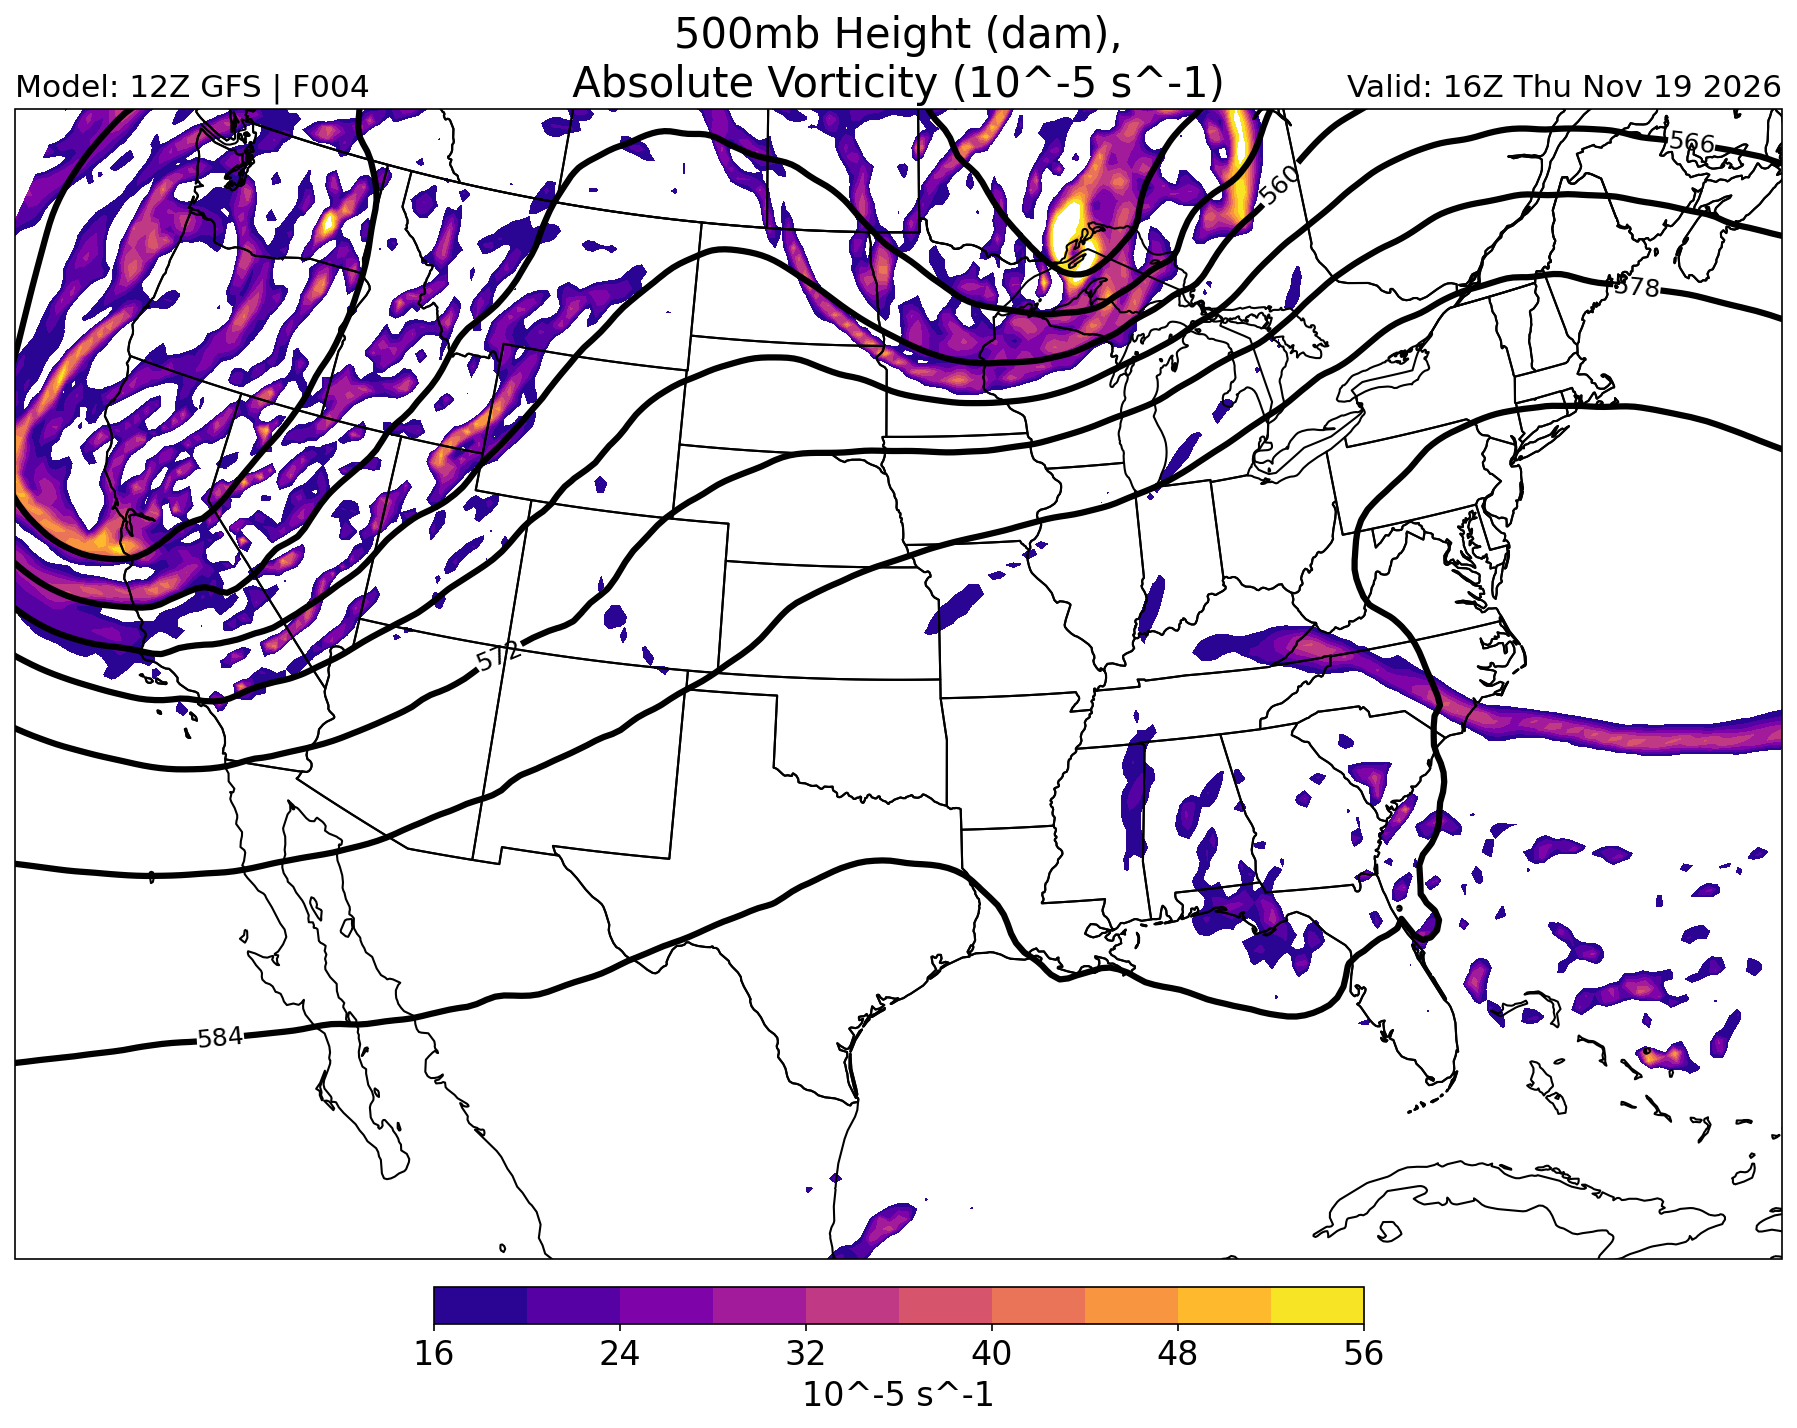 500mb Height (dam),
Absolute Vorticity (10^-5 s^-1)
Model: 12Z GFS | F004
Valid: 16Z Thu Nov 19 2026
566
560
578
572
584
16 24 32 40 48 56
10^-5 s^-1